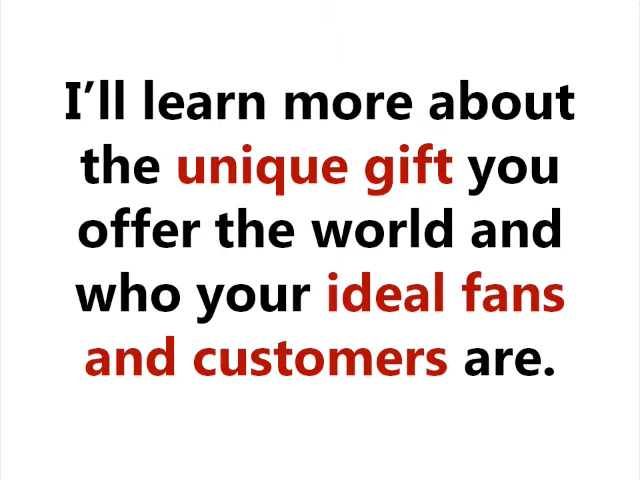 I’ll learn more about
the unique gift you
offer the world and
who your ideal fans
and customers are.